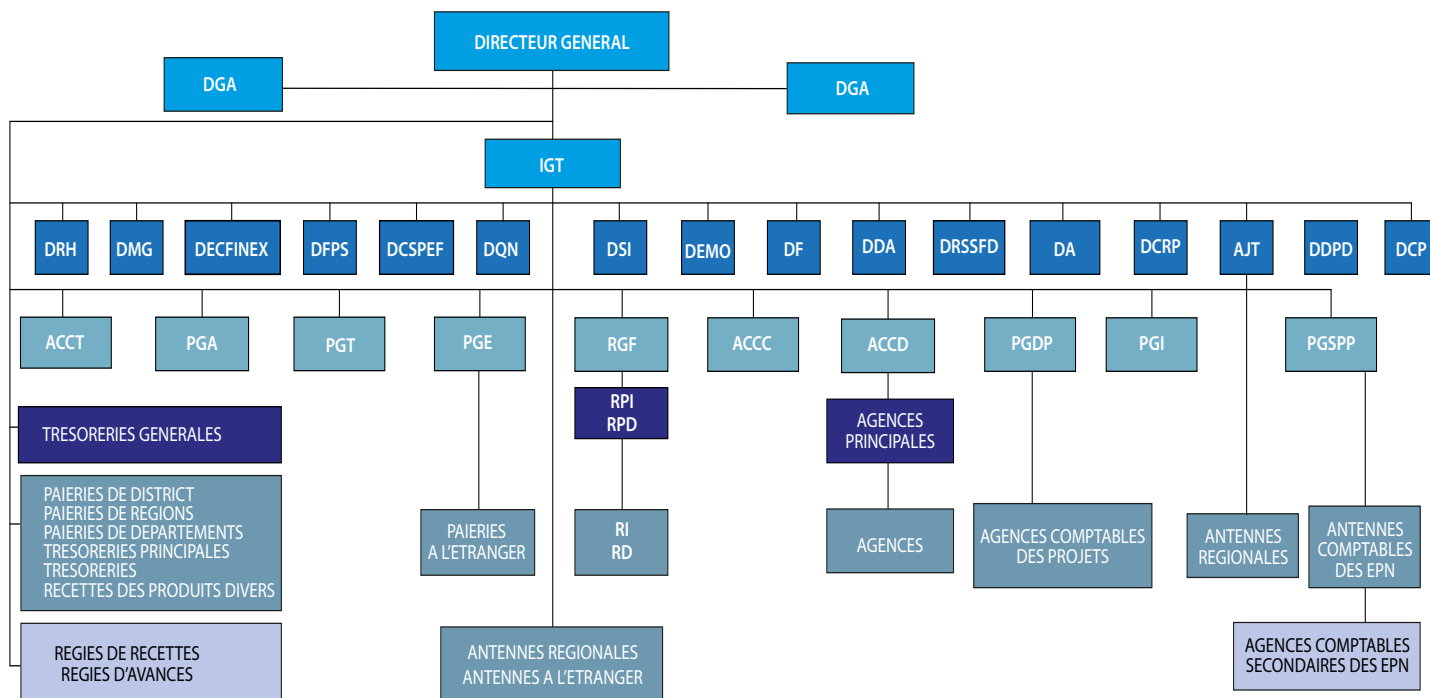 DIRECTEUR GENERAL
DGA
DGA
IGT
DRH
DMG
DECFINEX
DFPS
DCSPEF
DQN
DSI
DEMO
DF
DDA
DRSSFD
DA
DCRP
AJT
DDPD
DCP
ACCT
PGA
PGT
PGE
RGF
ACCC
ACCD
PGDP
PGI
PGSPP
RPI
RPD
TRESORERIES GENERALES
AGENCES
PRINCIPALES
PAIERIES DE DISTRICT
PAIERIES DE REGIONS
PAIERIES DE DEPARTEMENTS
TRESORERIES PRINCIPALES
TRESORERIES
RECETTES DES PRODUITS DIVERS
PAIERIES
A L'ETRANGER
RI
RD
AGENCES
AGENCES COMPTABLES
DES PROJETS
ANTENNES
REGIONALES
ANTENNES
COMPTABLES
DES EPN
REGIES DE RECETTES
REGIES D'AVANCES
ANTENNES REGIONALES
ANTENNES A L'ETRANGER
AGENCES COMPTABLES
SECONDAIRES DES EPN